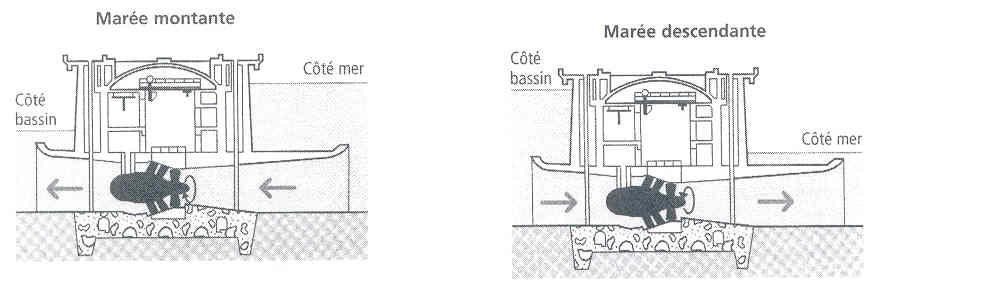 Marée montante
Côté mer
Côté
bassin
Marée descendante
Côté
bassin
Côté mer